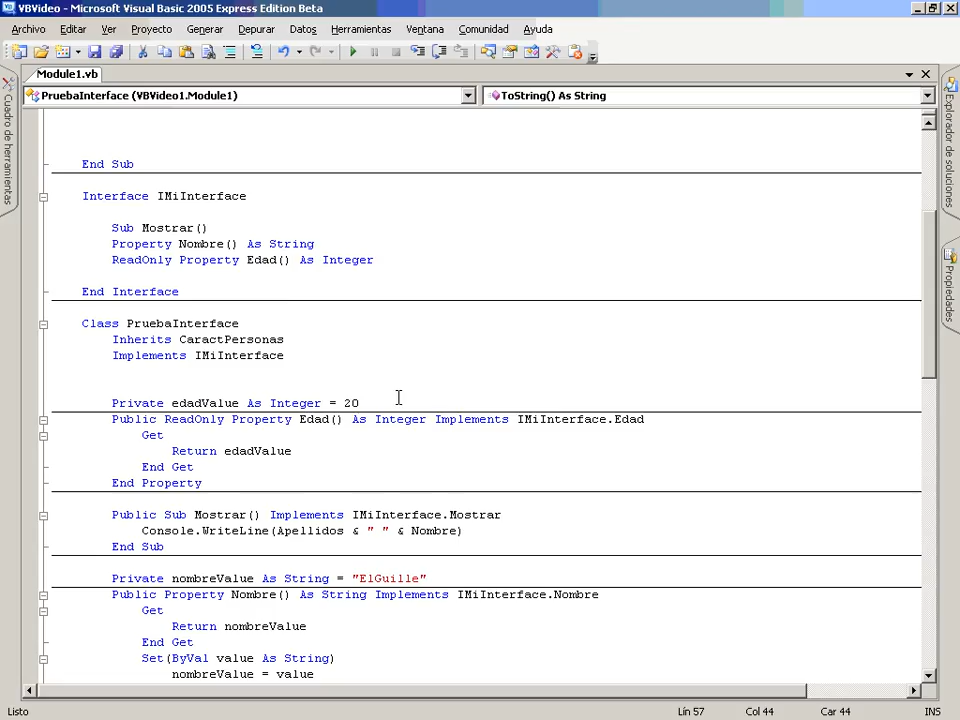 VBVideo - Microsoft Visual Basic 2005 Express Edition Beta
Archivo Editar Ver Proyecto Generar Depurar Datos Herramientas Ventana Comunidad Ayuda
Module1.vb
PruebaInterface (VBVideo1.Module1)
ToString() As String
Cuadro de herramientas
Explorador de soluciones
Propiedades
End Sub
Interface IMiInterface
Sub Mostrar()
Property Nombre() As String
ReadOnly Property Edad() As Integer
End Interface
Class PruebaInterface
Inherits CaractPersonas
Implements IMiInterface
Private edadValue As Integer = 20
Public ReadOnly Property Edad() As Integer Implements IMiInterface.Edad
Get
Return edadValue
End Get
End Property
Public Sub Mostrar() Implements IMiInterface.Mostrar
Console.WriteLine(Apellidos & " " & Nombre)
End Sub
Private nombreValue As String = "ElGuille"
Public Property Nombre() As String Implements IMiInterface.Nombre
Get
Return nombreValue
End Get
Set(ByVal value As String)
nombreValue = value
Listo
Lín 57
Col 44
Car 44
INS